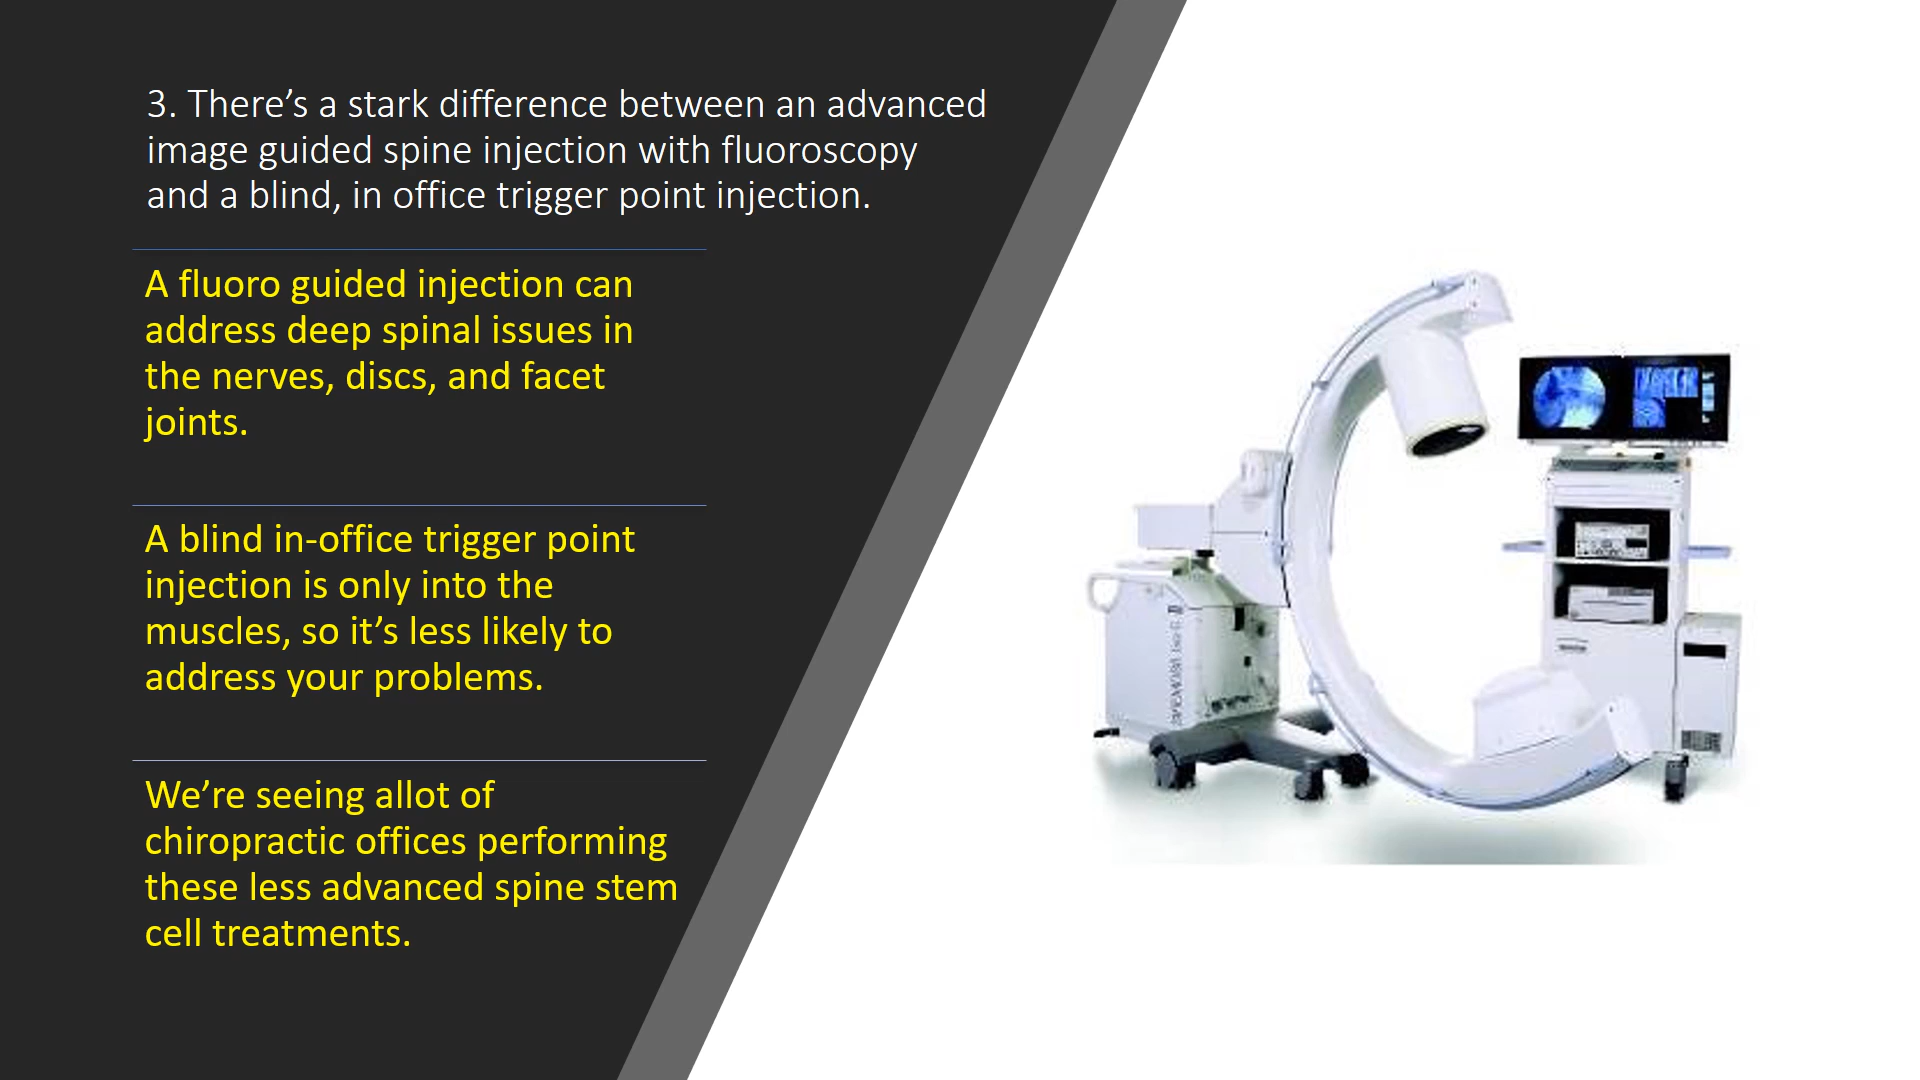 3. There’s a stark difference between an advanced
image guided spine injection with fluoroscopy
and a blind, in office trigger point injection.
A fluoro guided injection can
address deep spinal issues in
the nerves, discs, and facet
joints.
A blind in-office trigger point
injection is only into the
muscles, so it’s less likely to
address your problems.
We’re seeing allot of
chiropractic offices performing
these less advanced spine stem
cell treatments.